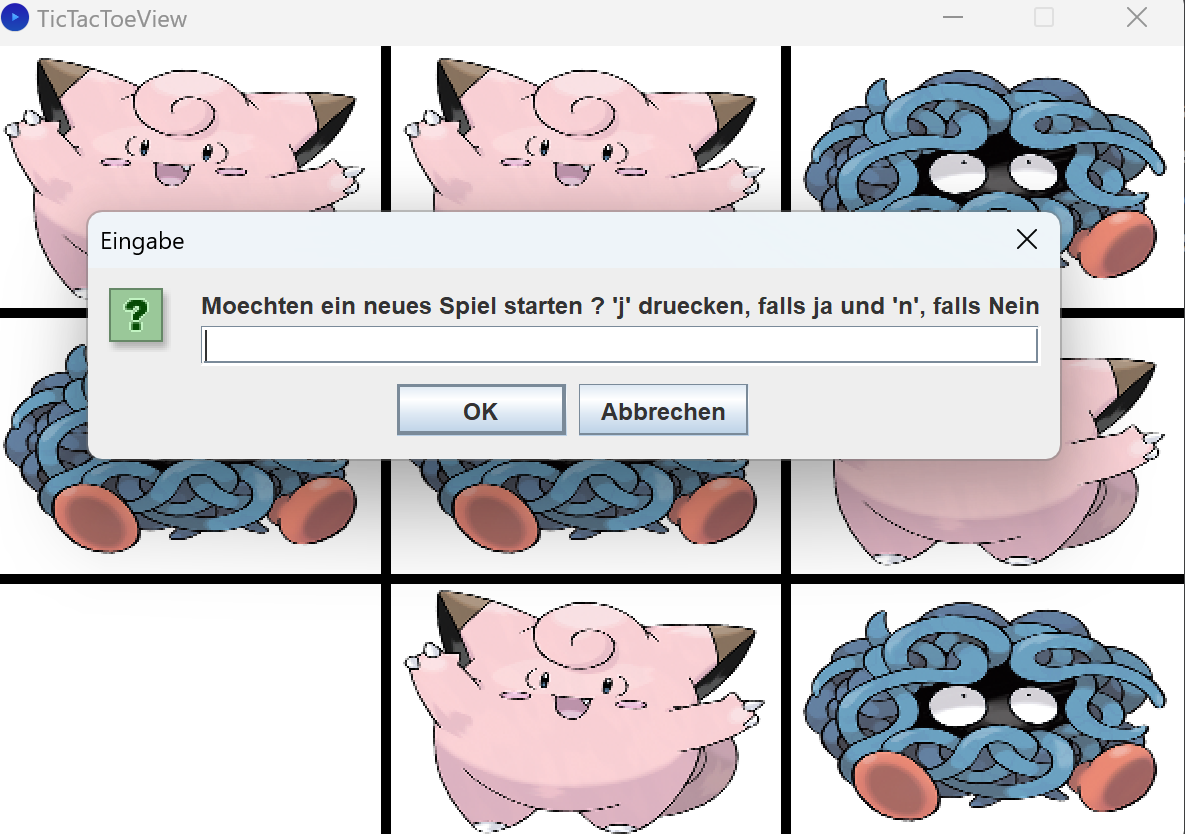 TicTacToeView
Eingabe
Moechten ein neues Spiel starten ? 'j' druecken, falls ja und 'n', falls Nein
OK
Abbrechen